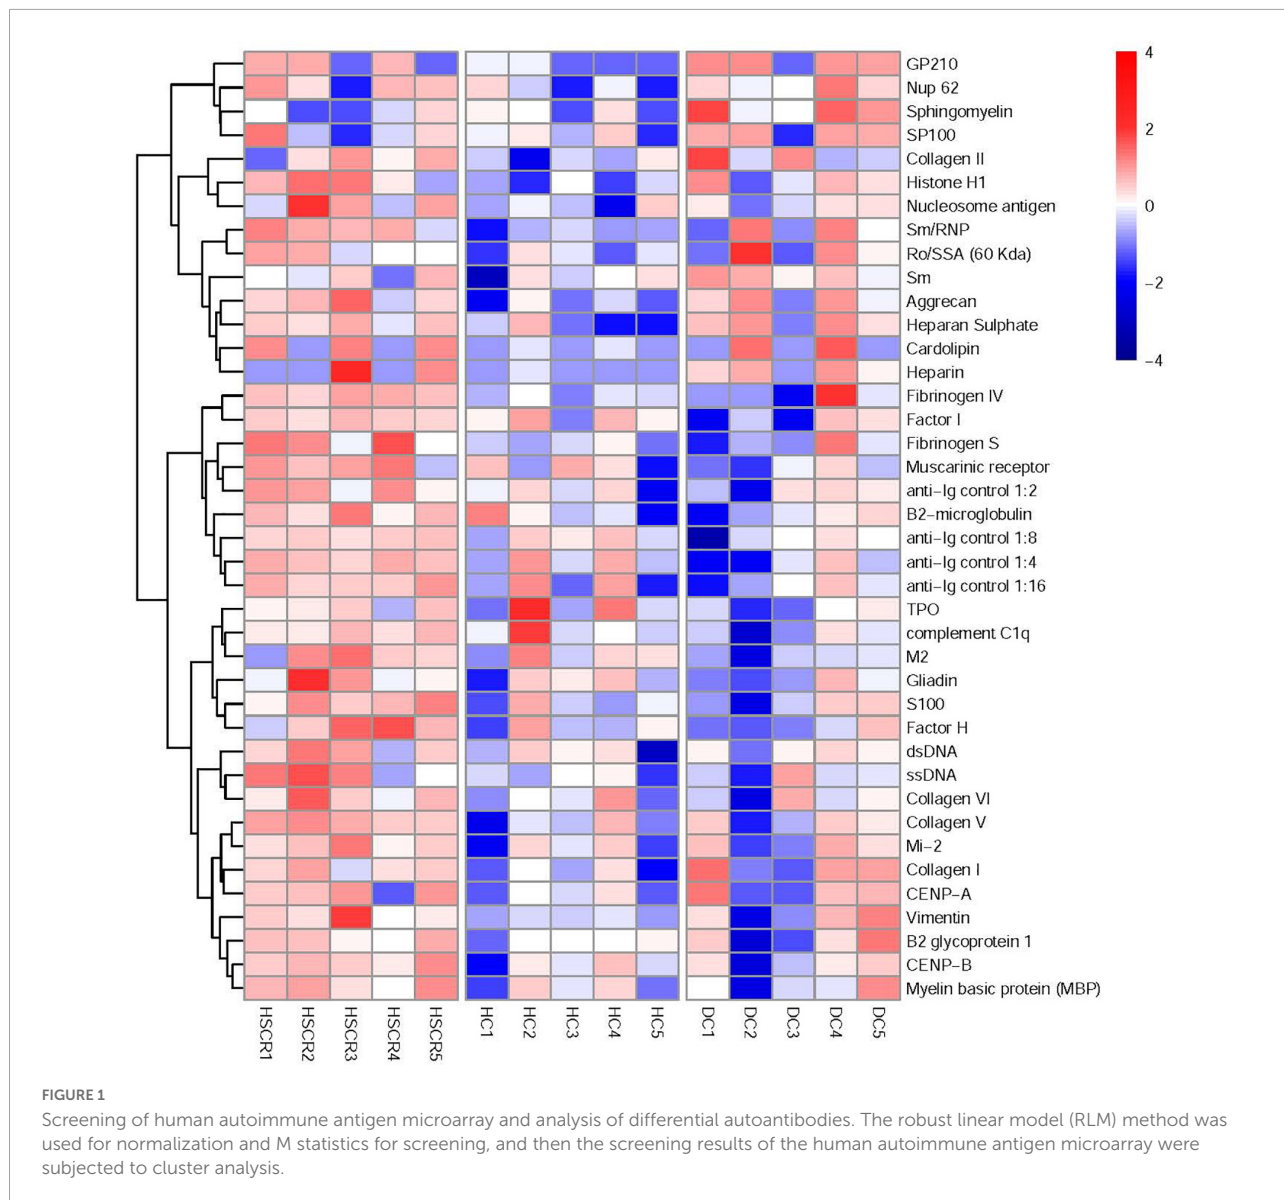 GP210
Nup 62
Sphingomyelin
SP100
Collagen II
Histone H1
Nucleosome antigen
Sm/RNP
Ro/SSA (60 Kda)
Sm
Aggrecan
Heparan Sulphate
Cardolipin
Heparin
Fibrinogen IV
Factor I
Fibrinogen S
Muscarinic receptor
anti–Ig control 1:2
B2–microglobulin
anti–Ig control 1:8
anti–Ig control 1:4
anti–Ig control 1:16
TPO
complement C1q
M2
Gliadin
S100
Factor H
dsDNA
ssDNA
Collagen VI
Collagen V
Mi–2
Collagen I
CENP–A
Vimentin
B2 glycoprotein 1
CENP–B
Myelin basic protein (MBP)
4
2
0
−2
−4
HSCR1
HSCR2
HSCR3
HSCR4
HSCR5
HC1
HC2
HC3
HC4
HC5
DC1
DC2
DC3
DC4
DC5
FIGURE 1
Screening of human autoimmune antigen microarray and analysis of differential autoantibodies. The robust linear model (RLM) method was
used for normalization and M statistics for screening, and then the screening results of the human autoimmune antigen microarray were
subjected to cluster analysis.